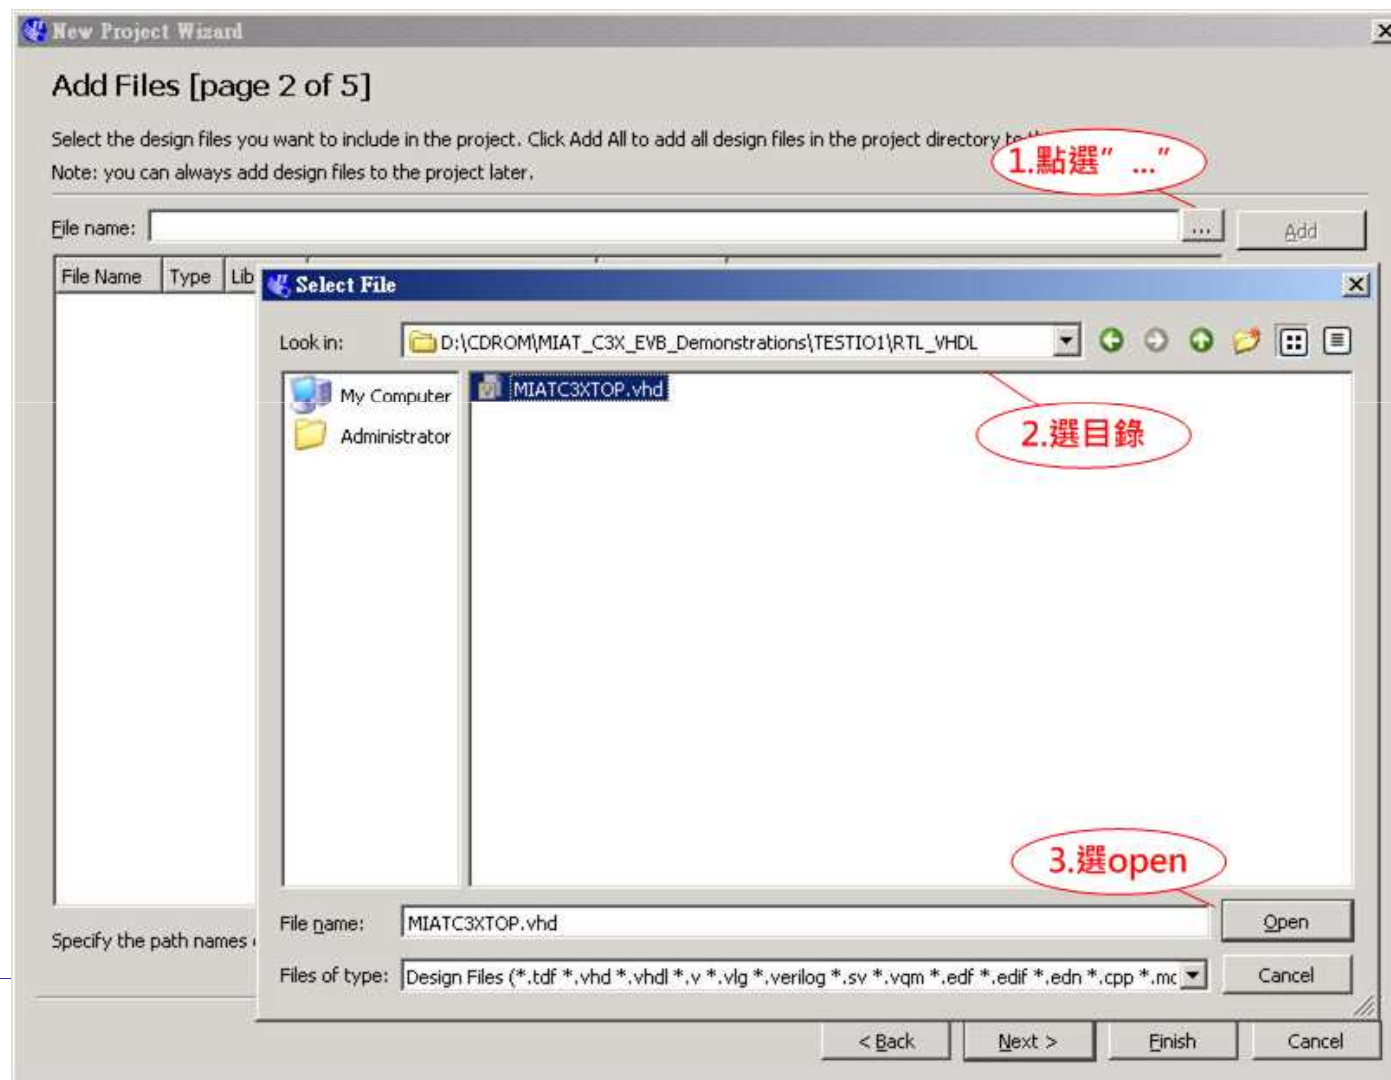 New Project Wizard
Add Files [page 2 of 5]
Select the design files you want to include in the project. Click Add All to add all design files in the project directory to
Note: you can always add design files to the project later.
1.點選" ..."
File name:
...
Add
File Name Type Lib
Select File
Look in: D:\CDROM\MIAT_C3X_EVB_Demonstrations\TESTIO1\RTL_VHDL
My Computer
Administrator
MIATC3XTOP.vhd
2.選目錄
3.選open
File name: MIATC3XTOP.vhd
Open
Specify the path names
Files of type: Design Files (*.tdf *.vhd *.vhdl *.v *.vlg *.verilog *.sv *.vqm *.edf *.edif *.edn *.cpp
Cancel
< Back Next > Finish Cancel